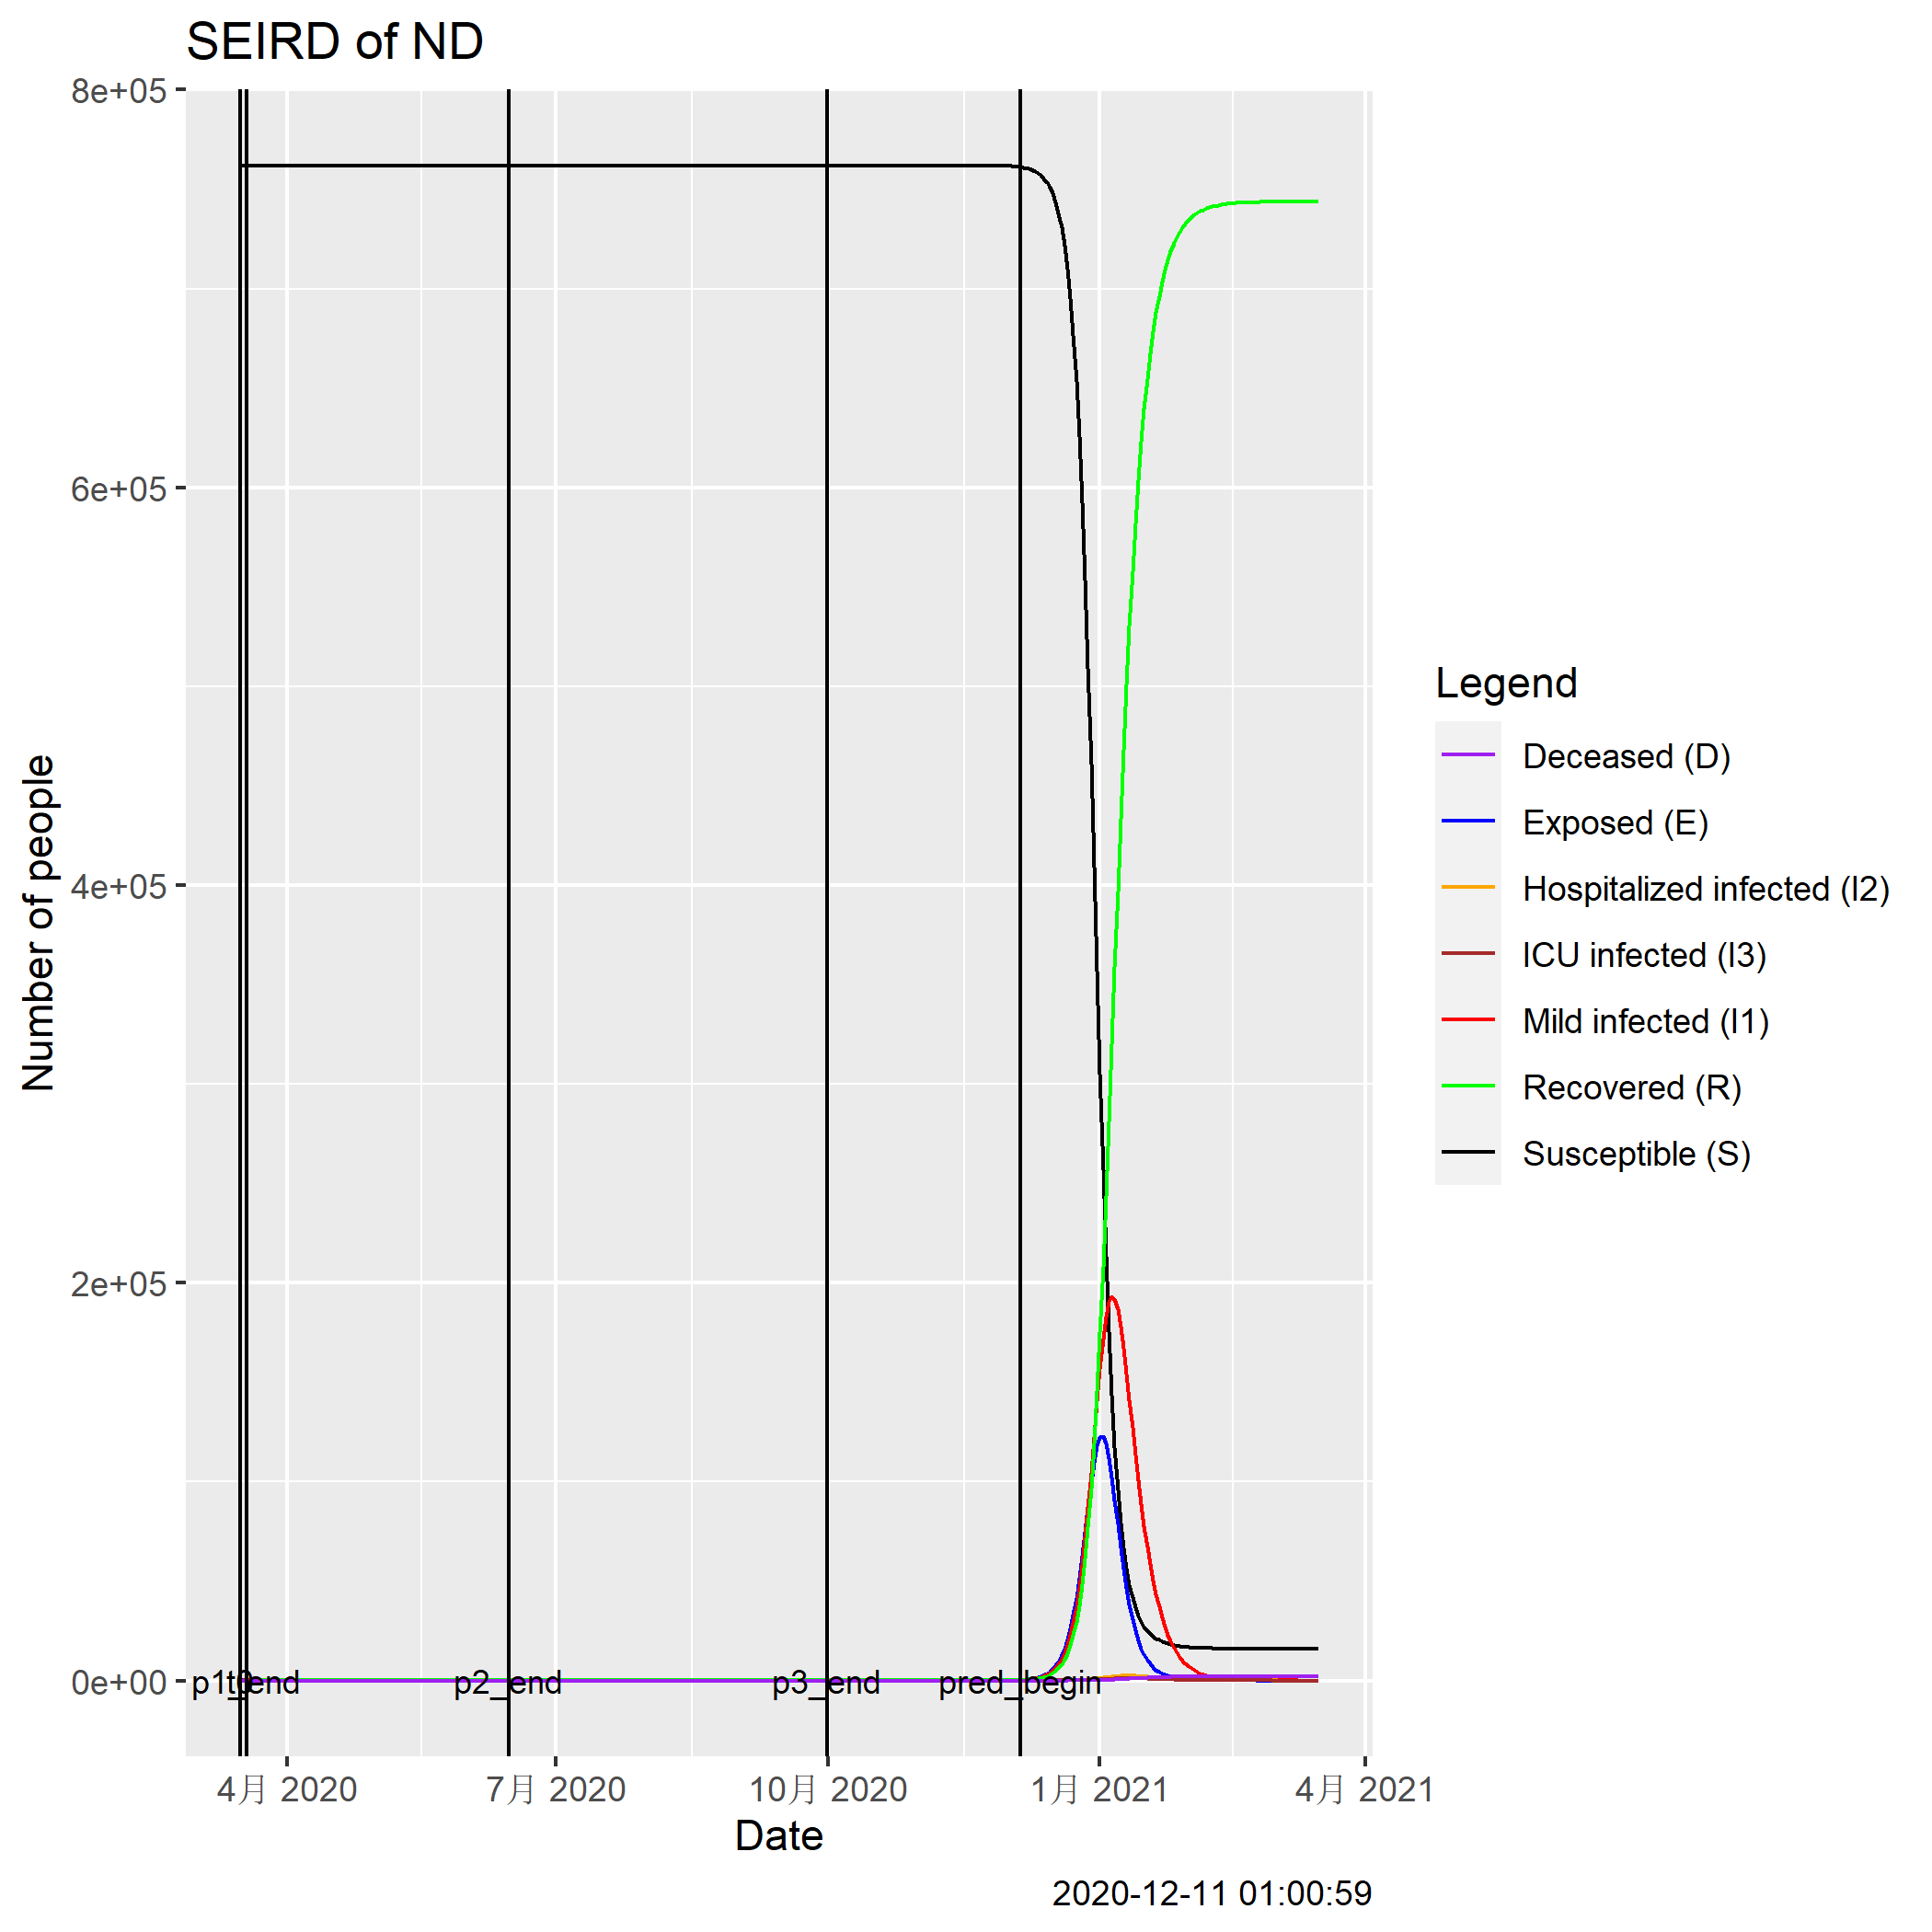 SEIRD of ND
8e+05
6e+05
4e+05
2e+05
0e+00
Number of people
p2_end
p3_end
pred_begin
4月 2020
7月 2020
10月 2020
1月 2021
4月 2021
Date
2020-12-11 01:00:59
Legend
Deceased (D)
Exposed (E)
Hospitalized infected (I2)
ICU infected (I3)
Mild infected (I1)
Recovered (R)
Susceptible (S)